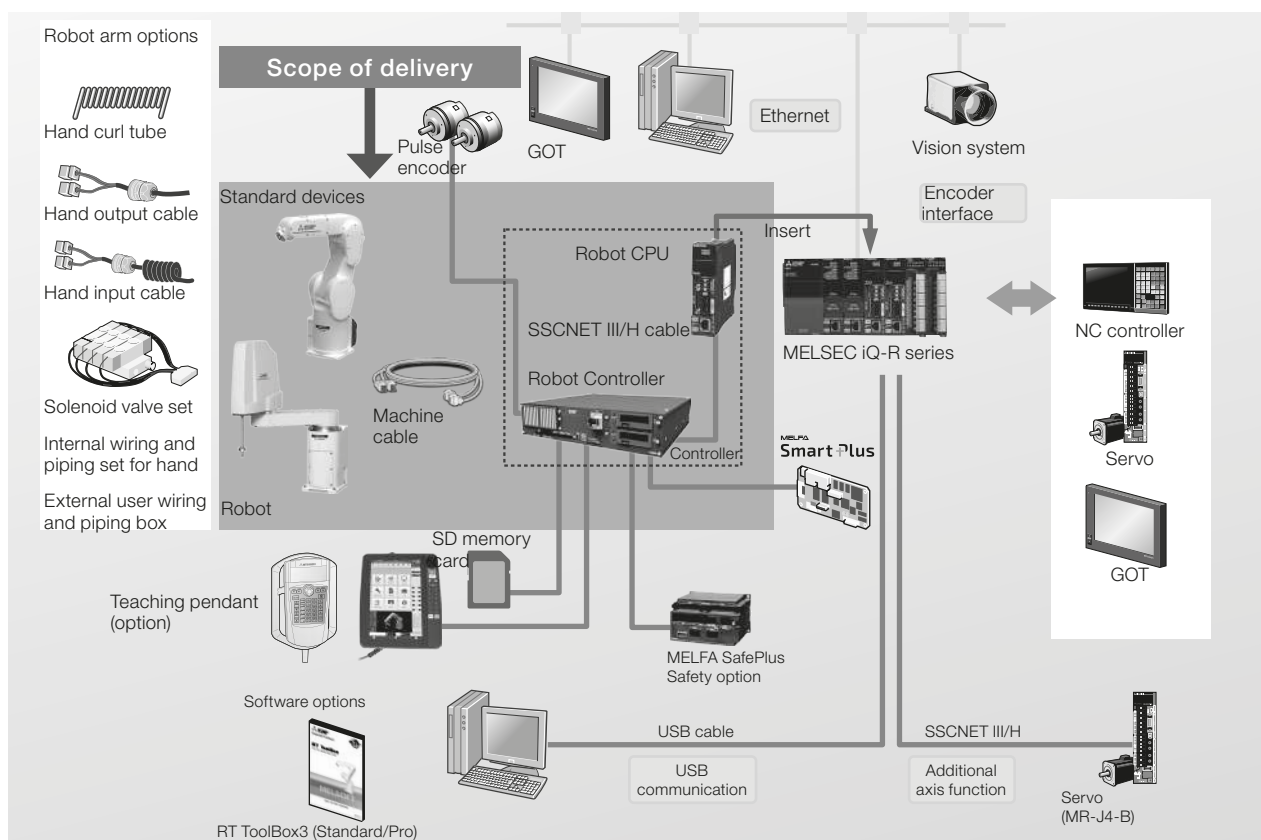 Robot arm options
Hand curl tube
Hand output cable
Hand input cable
Solenoid valve set
Internal wiring and
piping set for hand
External user wiring
and piping box
Scope of delivery
Pulse
encoder
GOT
Ethernet
Vision system
Encoder
interface
Standard devices
Robot CPU
Insert
SSCNET III/H cable
MELSEC iQ-R series
NC controller
Robot Controller
Machine
cable
Controller
MELFA
Smart Plus
Servo
Robot
GOT
SD memory
card
Teaching pendant
(option)
MELFA SafePlus
Safety option
Software options
RT ToolBox
USB cable
SSCNET III/H
USB
communication
Additional
axis function
Servo
(MR-J4-B)
RT ToolBox3 (Standard/Pro)